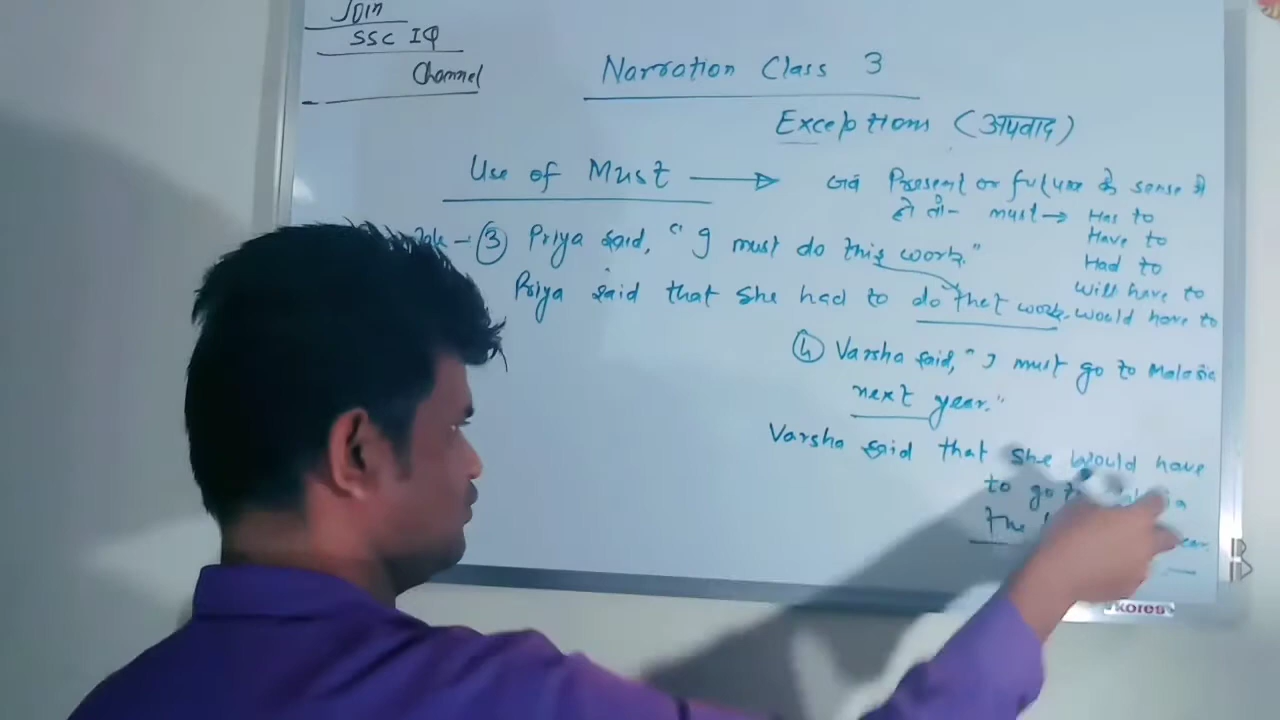 Join
SSC IQ
Channel
Narration Class 3
Exceptions (अपवाद)
Use of Must → जब Present or future के sense में
हो तो- must → Has to
Have to
Had to
Will have to
would have to
③ Priya said, "I must do this work."
Priya said that she had to do that work.
④ Varsha said, "I must go to Malasia
next year."
Varsha said that she would have
to go to
The
kores